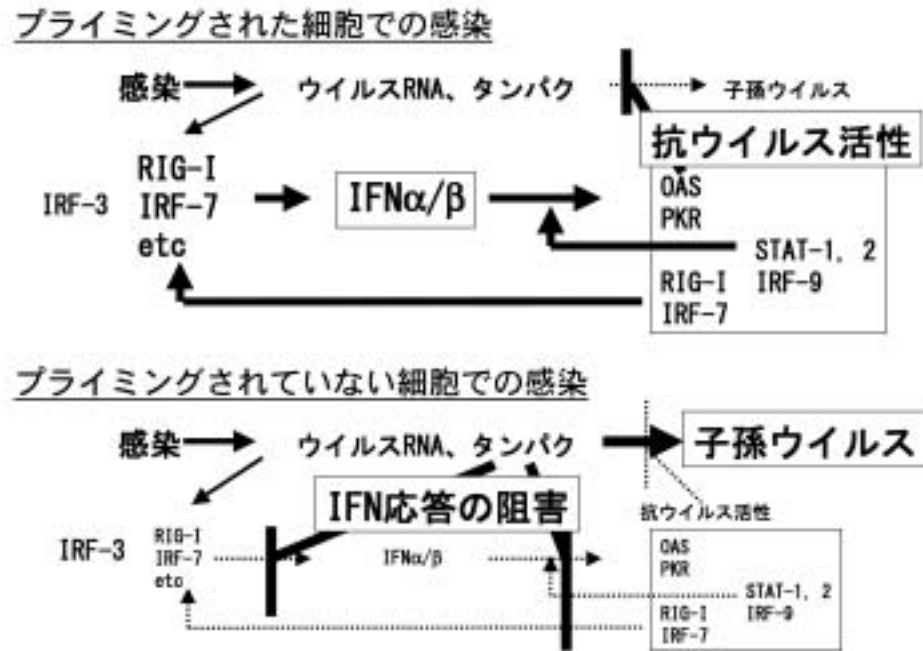 プライミングされた細胞での感染
感染 ウイルスRNA、タンパク 子孫ウイルス
抗ウイルス活性
RIG-I
IRF-3 IRF-7 IFNα/β
etc
OAS
PKR
STAT-1, 2
RIG-I IRF-9
IRF-7
プライミングされていない細胞での感染
感染 ウイルスRNA、タンパク 子孫ウイルス
IFN応答の阻害
抗ウイルス活性
RIG-I
IRF-3 IRF-7 IFNα/β
etc
OAS
PKR
STAT-1, 2
RIG-I IRF-9
IRF-7